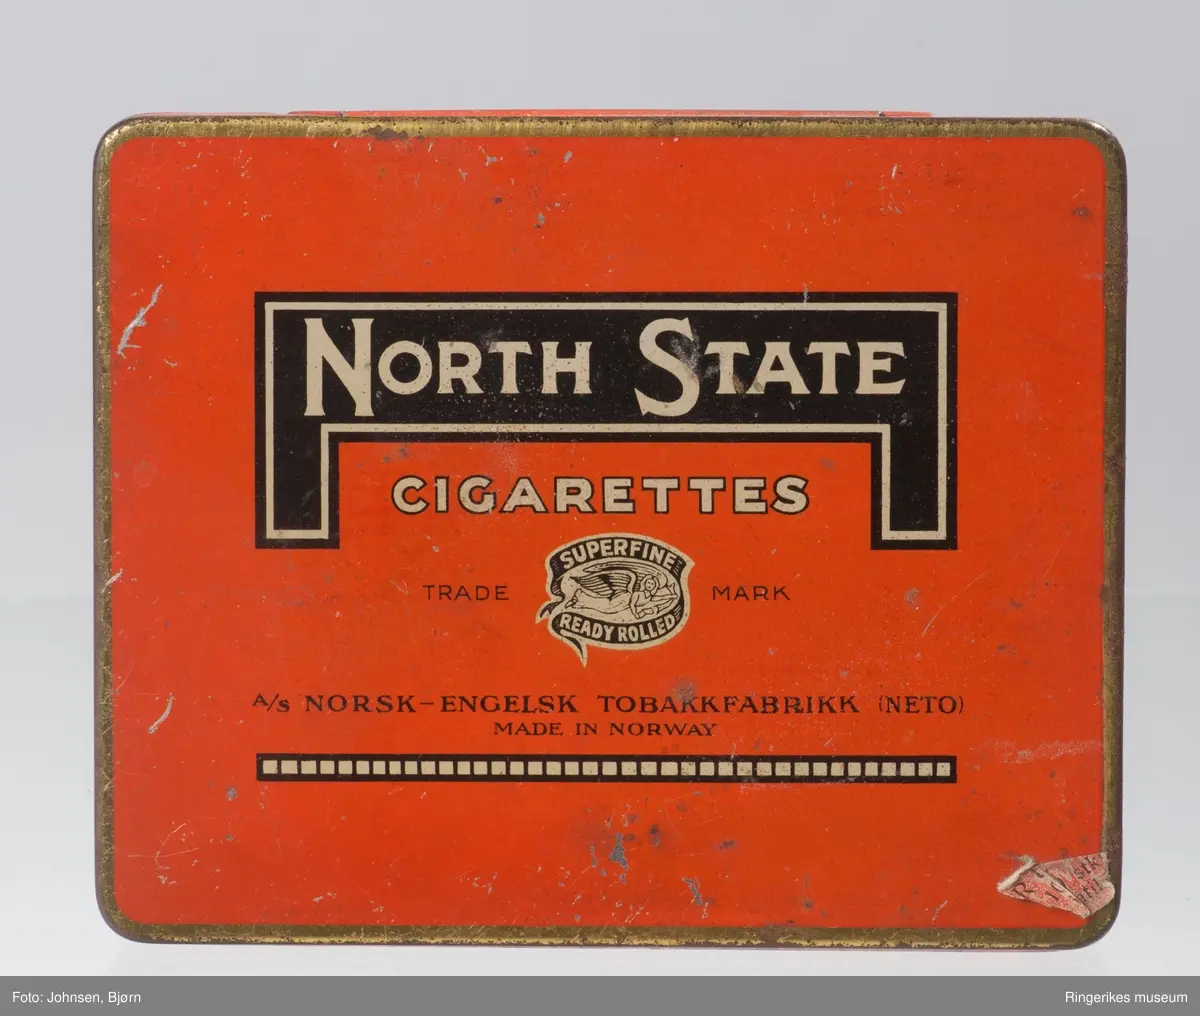 NORTH STATE
CIGARETTES
SUPERFINE
TRADE MARK
READY ROLLED
A/S NORSK-ENGELSK TOBAKKFABRIKK (NETO)
MADE IN NORWAY
Foto: Johnsen, Bjørn
Ringerikes museum